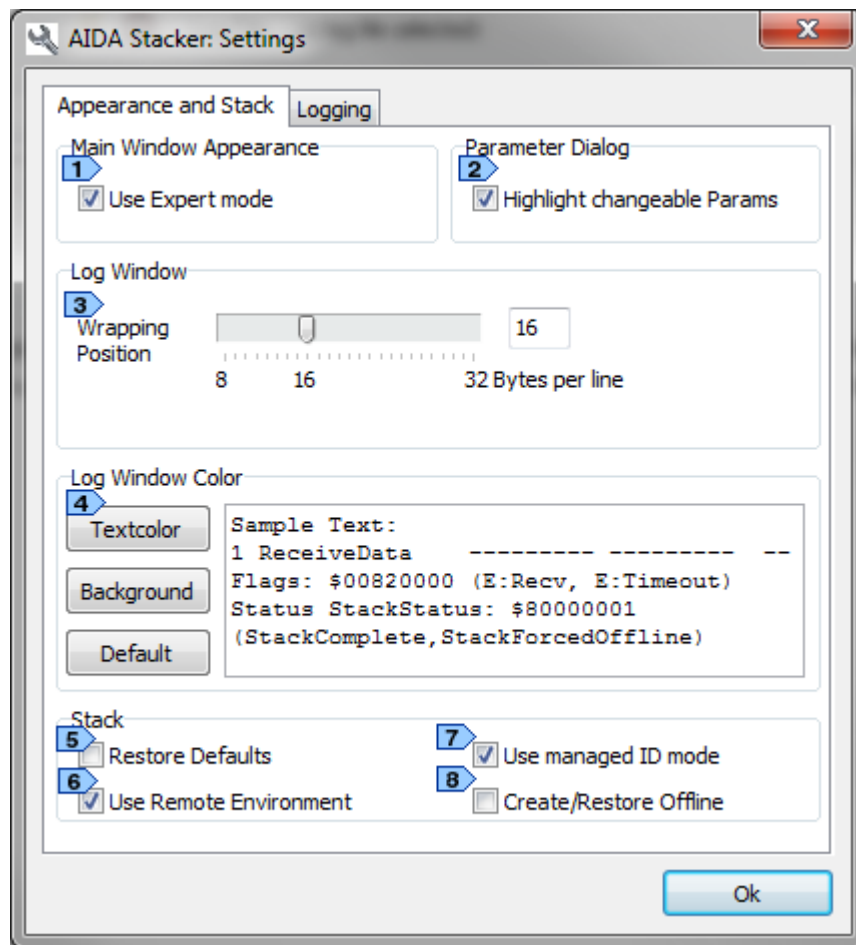 AIDA Stacker: Settings
Appearance and Stack Logging
Main Window Appearance
1
Use Expert mode
Parameter Dialog
2
Highlight changeable Params
Log Window
3
Wrapping
Position
16
8 16 32 Bytes per line
Log Window Color
4
Textcolor
Background
Default
Sample Text:
1 ReceiveData --------- --------- --
Flags: $00820000 (E:Recv, E:Timeout)
Status StackStatus: $80000001
(StackComplete,StackForcedOffline)
Stack
5
Restore Defaults
6
Use Remote Environment
7
Use managed ID mode
8
Create/Restore Offline
Ok